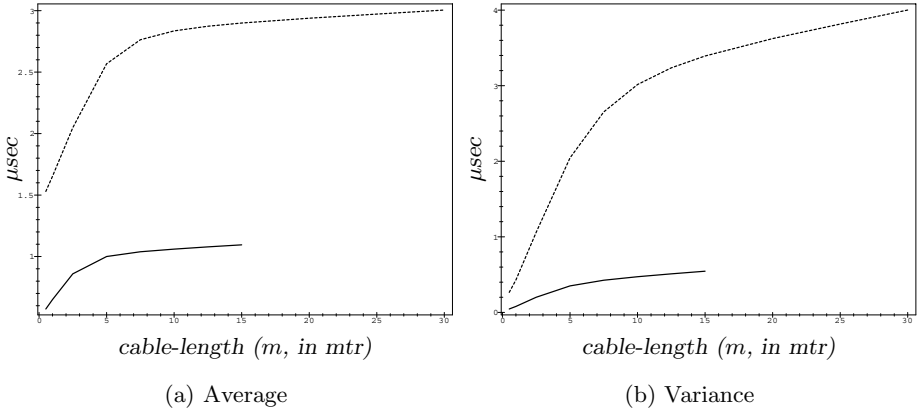 3
2.5
2
1.5
1
µsec
0 5 10 15 20 25 30
cable-length (m, in mtr)
(a) Average
4
3
2
1
0
µsec
0 5 10 15 20 25 30
cable-length (m, in mtr)
(b) Variance